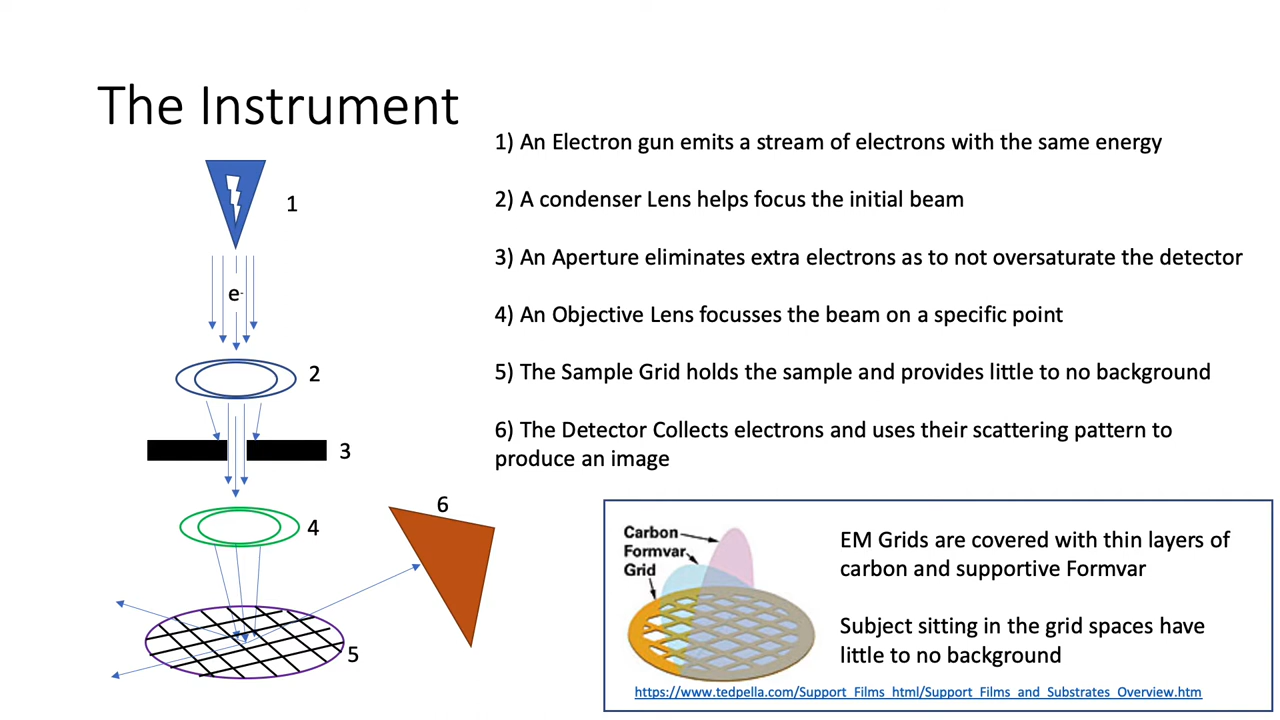 The Instrument
1) An Electron gun emits a stream of electrons with the same energy
2) A condenser Lens helps focus the initial beam
3) An Aperture eliminates extra electrons as to not oversaturate the detector
4) An Objective Lens focusses the beam on a specific point
5) The Sample Grid holds the sample and provides little to no background
6) The Detector Collects electrons and uses their scattering pattern to
produce an image
1
e-
2
3
4
6
5
Carbon
Formvar
Grid
EM Grids are covered with thin layers of
carbon and supportive Formvar
Subject sitting in the grid spaces have
little to no background
https://www.tedpella.com/Support_Films_html/Support_Films_and_Substrates_Overview.htm